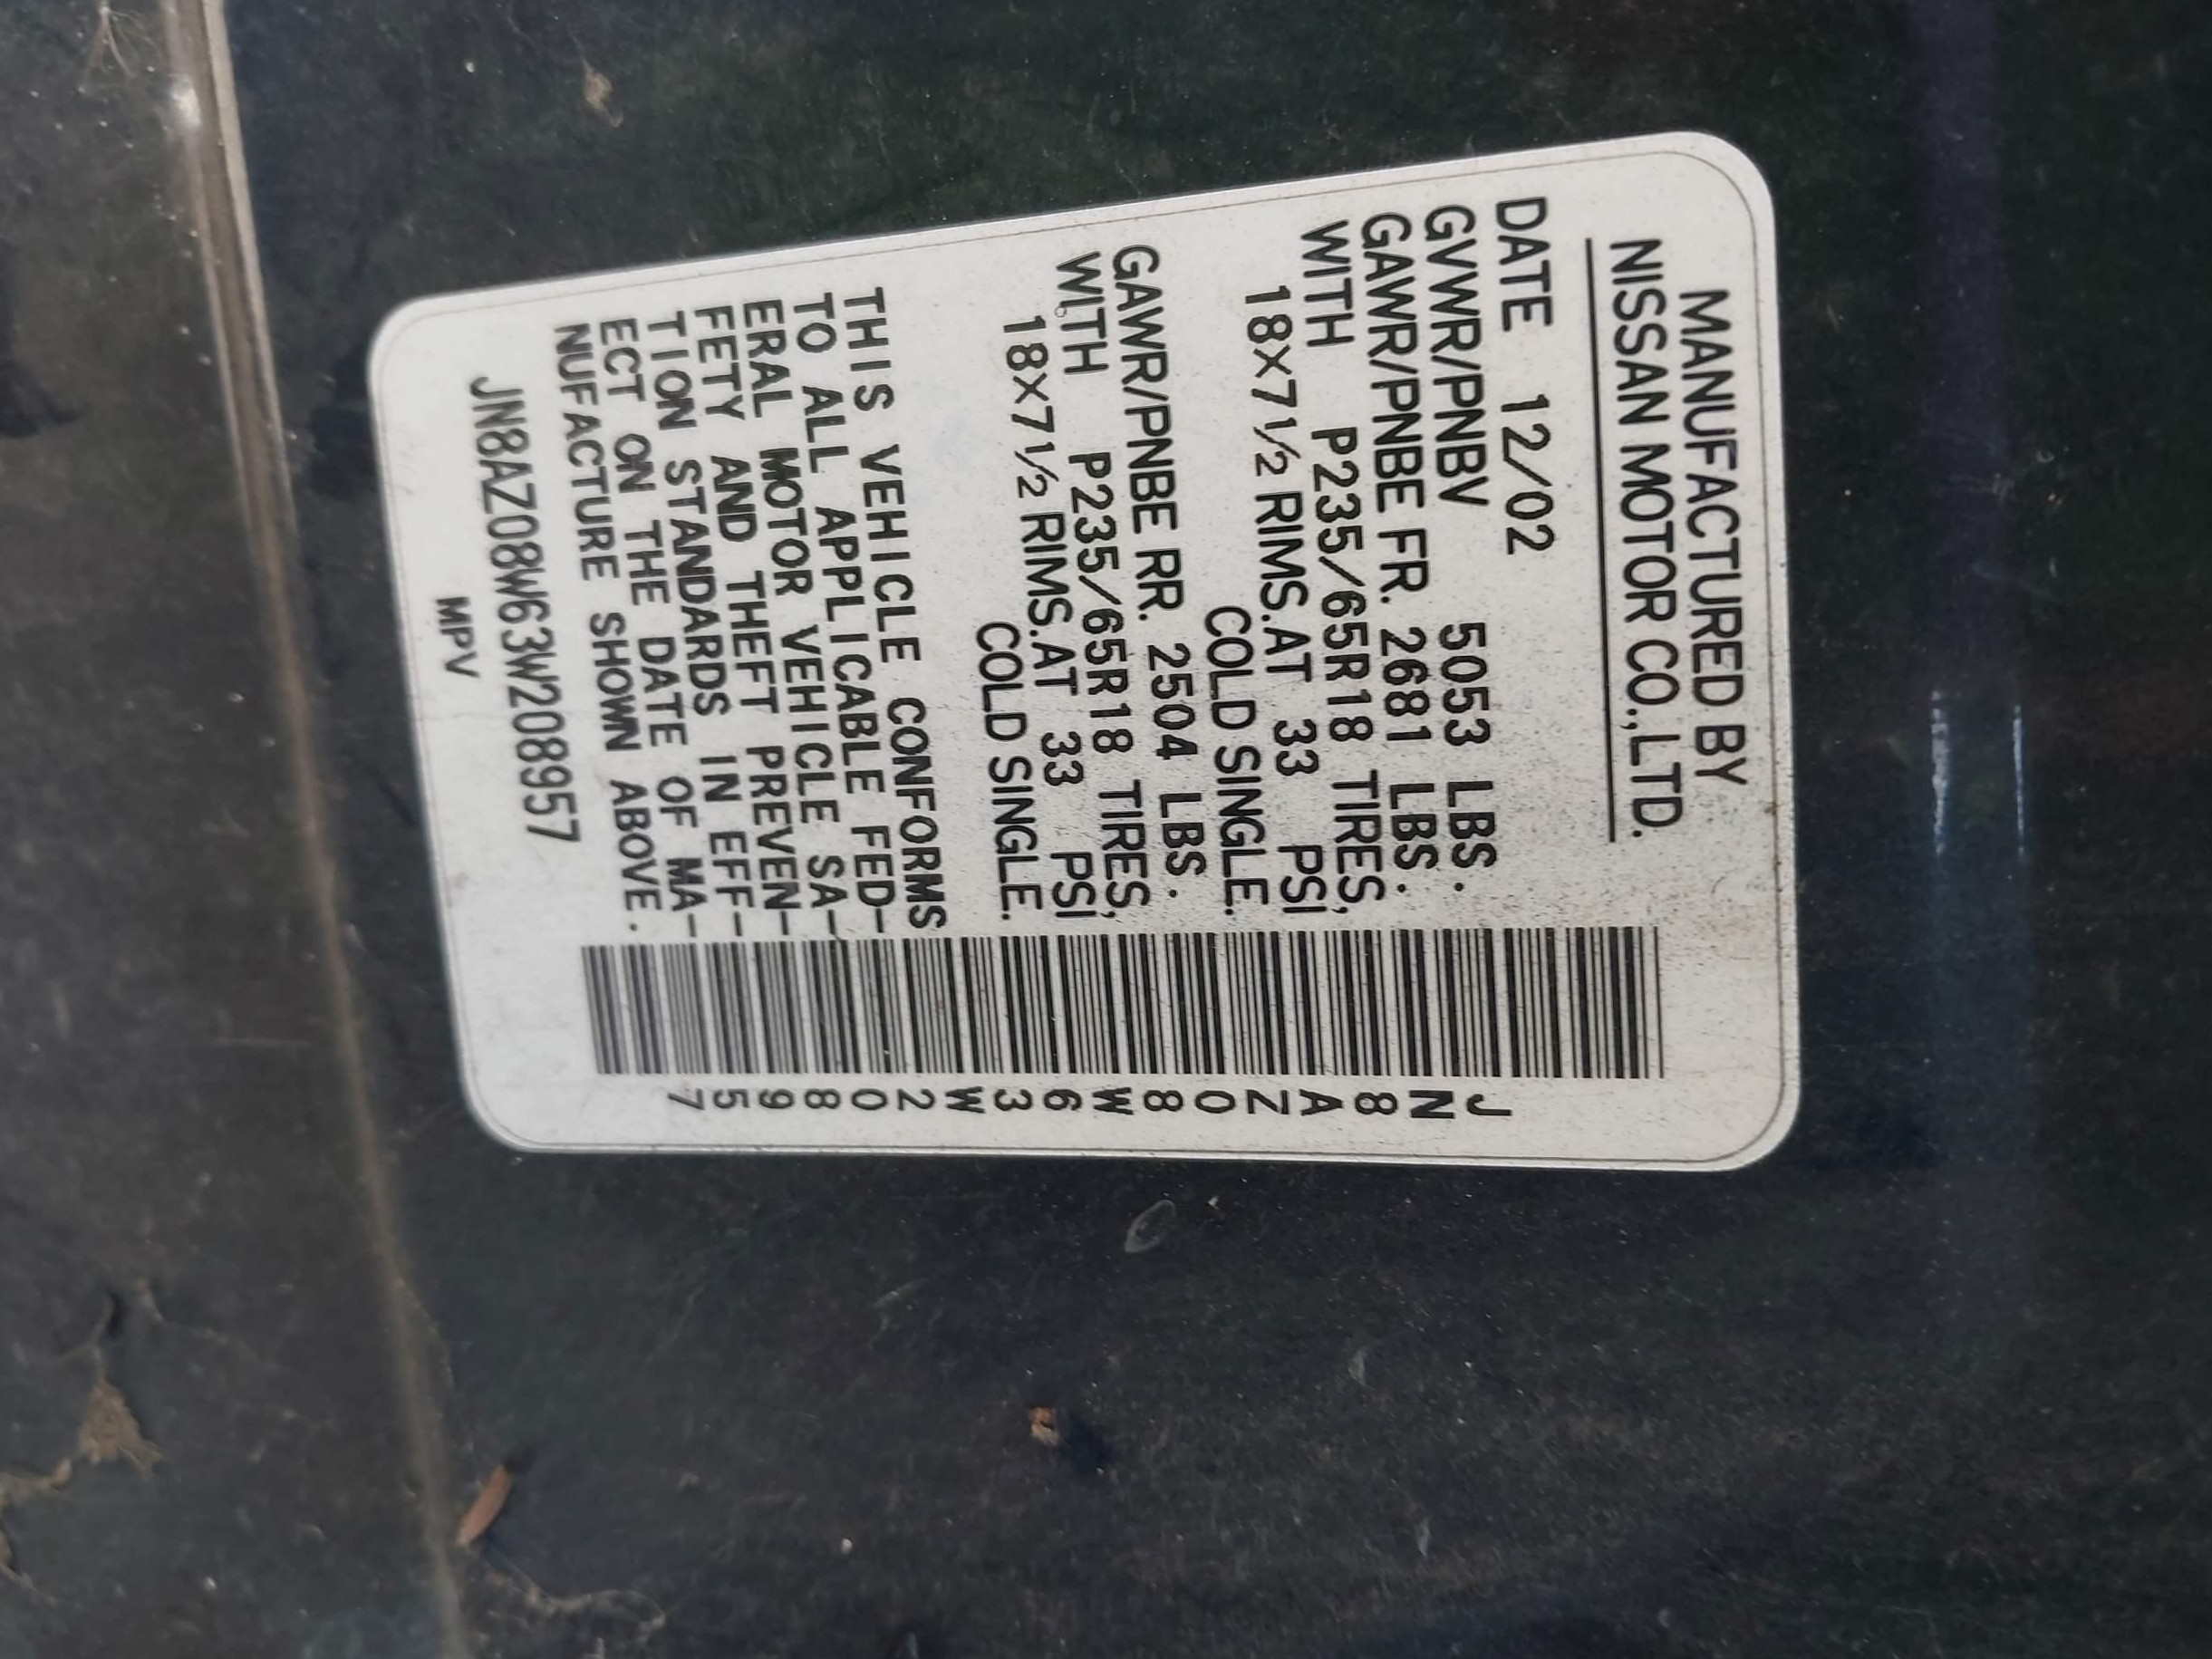 MANUFACTURED BY
NISSAN MOTOR CO.,LTD.
DATE 12/02
GVWR/PNBV 5053 LBS.
GAWR/PNBE FR. 2681 LBS.
WITH P235/65R18 TIRES,
18X7 1/2 RIMS.AT 33 PSI
COLD SINGLE.
GAWR/PNBE RR. 2504 LBS.
WITH P235/65R18 TIRES,
18X7 1/2 RIMS.AT 33 PSI
COLD SINGLE.
THIS VEHICLE CONFORMS
TO ALL APPLICABLE FED-
ERAL MOTOR VEHICLE SA-
FETY AND THEFT PREVEN-
TION STANDARDS IN EFF-
ECT ON THE DATE OF MA-
NUFACTURE SHOWN ABOVE.
JN8AZ08W63W208957
MPV
JN8AZ08W63W208957